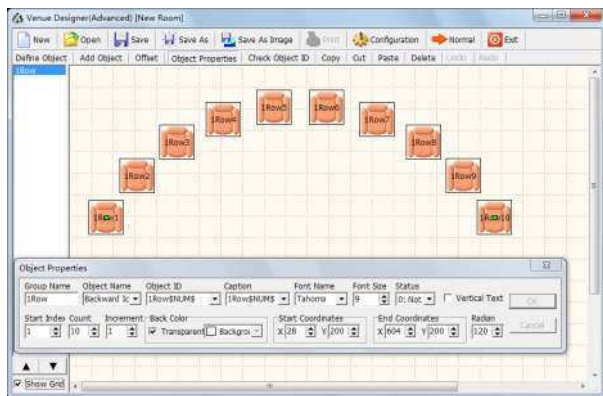 Venue Designer(Advanced) [New Room]
New Open Save Save As Save As Image Print Configuration Normal Exit
Define Object Add Object Offset Object Properties Check Object ID Copy Cut Paste Delete Undo Redo
1Row
1Row5 1Row6
1Row4 1Row7
1Row3 1Row8
1Row2 1Row9
1Row1 1Row10
Object Properties
Group Name Object Name Object ID Caption Font Name Font Size Status
1Row Backward Ic 1Row$NUM$ 1Row$NUM$ Tahoma 9 0: Not Vertical Text OK
Start Index Count Increment Back Color Start Coordinates End Coordinates Radian
1 10 1 Transparent Backgrou X 28 Y 200 X 604 Y 200 120 Cancel
Show Grid